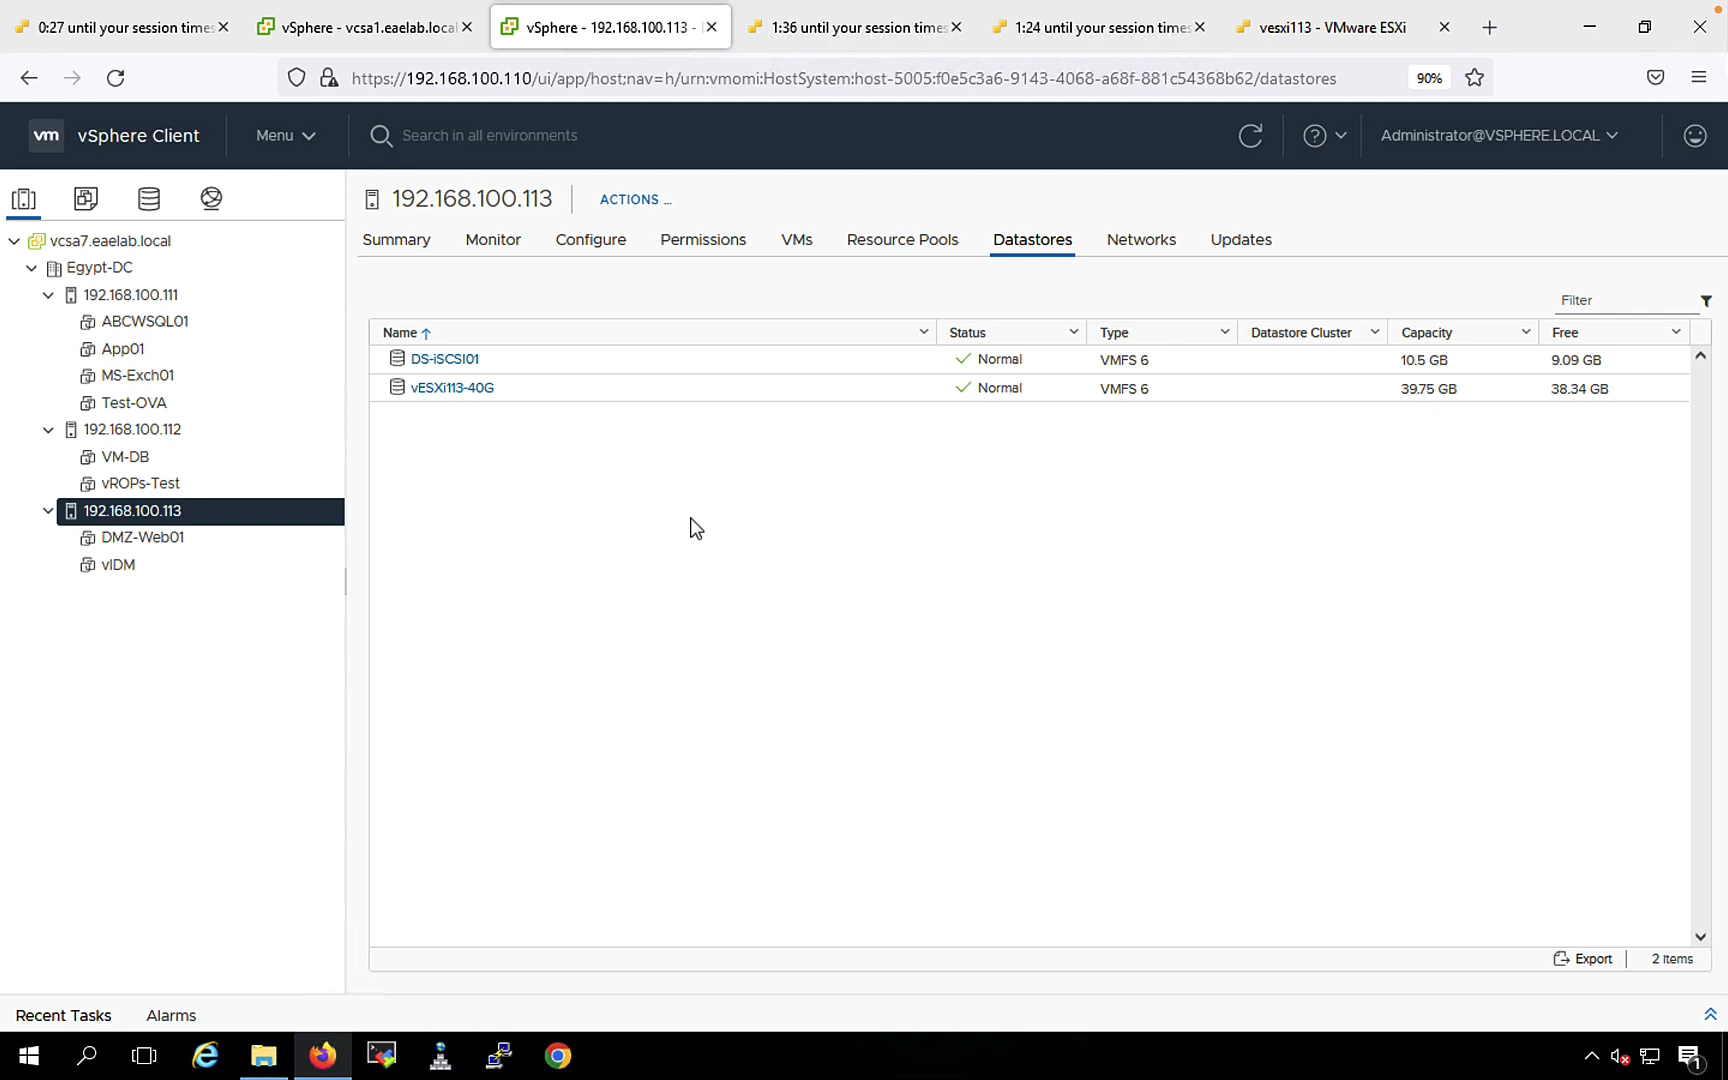 0:27 until your session times
vSphere - vcsa1.eaelab.local
vSphere - 192.168.100.113 -
1:36 until your session times
1:24 until your session times
vesxi113 - VMware ESXi
https://192.168.100.110/ui/app/host;nav=h/urn:vmomi:HostSystem:host-5005:f0e5c3a6-9143-4068-a68f-881c54368b62/datastores
90%
vm vSphere Client
Menu
Search in all environments
Administrator@VSPHERE.LOCAL
vcsa7.eaelab.local
Egypt-DC
192.168.100.111
ABCWSQL01
App01
MS-Exch01
Test-OVA
192.168.100.112
VM-DB
vROPs-Test
192.168.100.113
DMZ-Web01
vIDM
192.168.100.113
ACTIONS ...
Summary Monitor Configure Permissions VMs Resource Pools Datastores Networks Updates
Filter
Name Status Type Datastore Cluster Capacity Free
DS-iSCSI01 Normal VMFS 6 10.5 GB 9.09 GB
vESXi113-40G Normal VMFS 6 39.75 GB 38.34 GB
Export 2 items
Recent Tasks Alarms
1